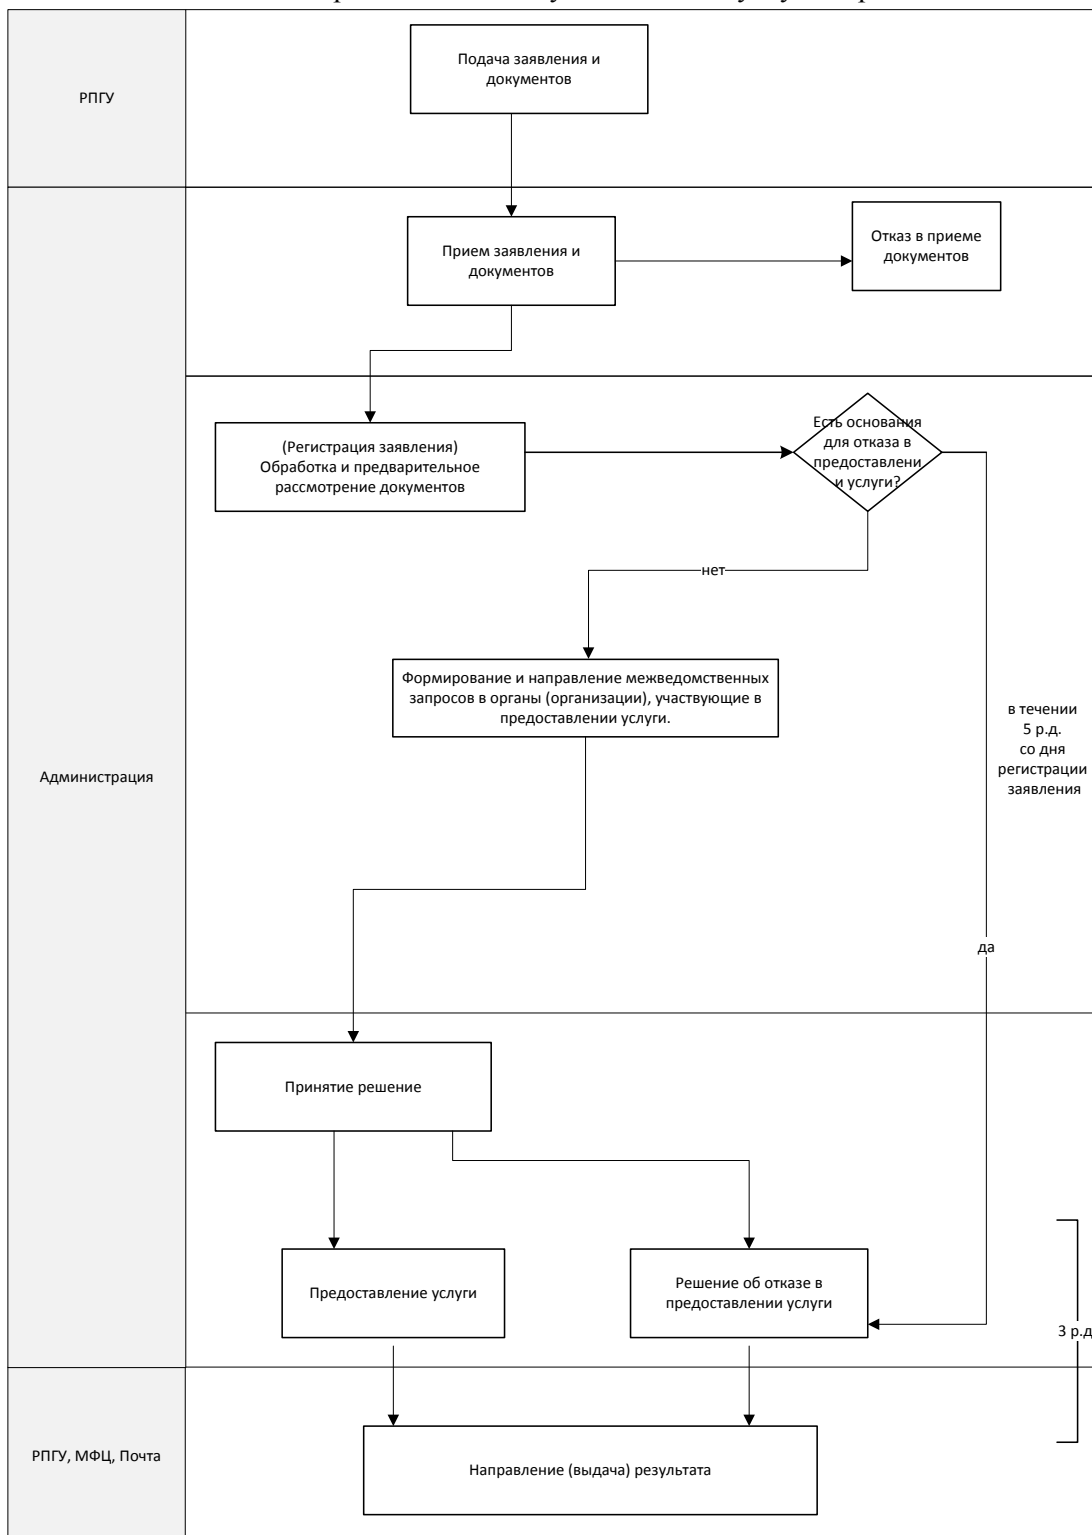 РПГУ
Подача заявления и
документов
Прием заявления и
документов
Отказ в приеме
документов
(Регистрация заявления)
Обработка и предварительное
рассмотрение документов
Есть основания
для отказа в
предоставлени
и услуги?
нет
Формирование и направление межведомственных
запросов в органы (организации), участвующие в
предоставлении услуги.
в течении
5 р.д.
со дня
регистрации
заявления
Администрация
да
Принятие решение
Предоставление услуги
Решение об отказе в
предоставлении услуги
3 р.д
РПГУ, МФЦ, Почта
Направление (выдача) результата